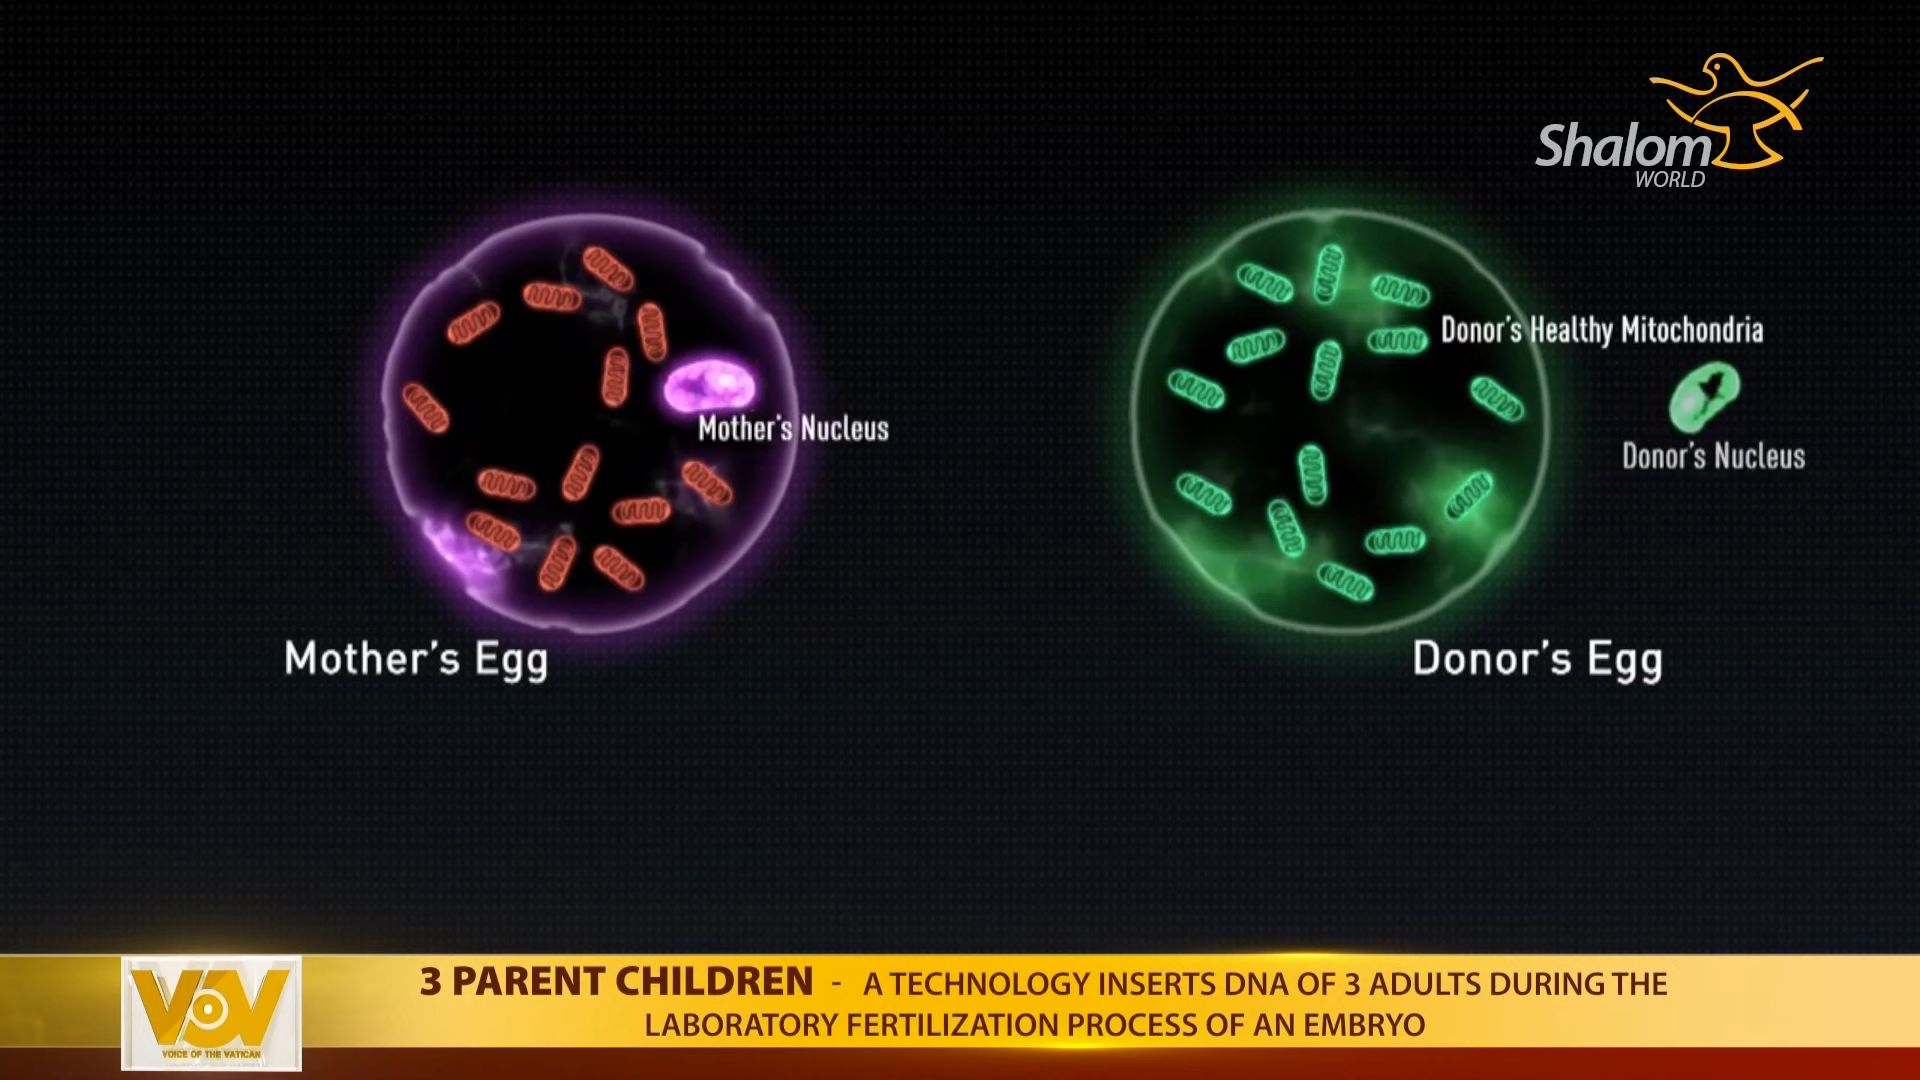 Shalom
WORLD
Donor's Healthy Mitochondria
Mother's Nucleus
Donor's Nucleus
Mother's Egg
Donor's Egg
3 PARENT CHILDREN - A TECHNOLOGY INSERTS DNA OF 3 ADULTS DURING THE
LABORATORY FERTILIZATION PROCESS OF AN EMBRYO
VOV
VOICE OF THE VATICAN